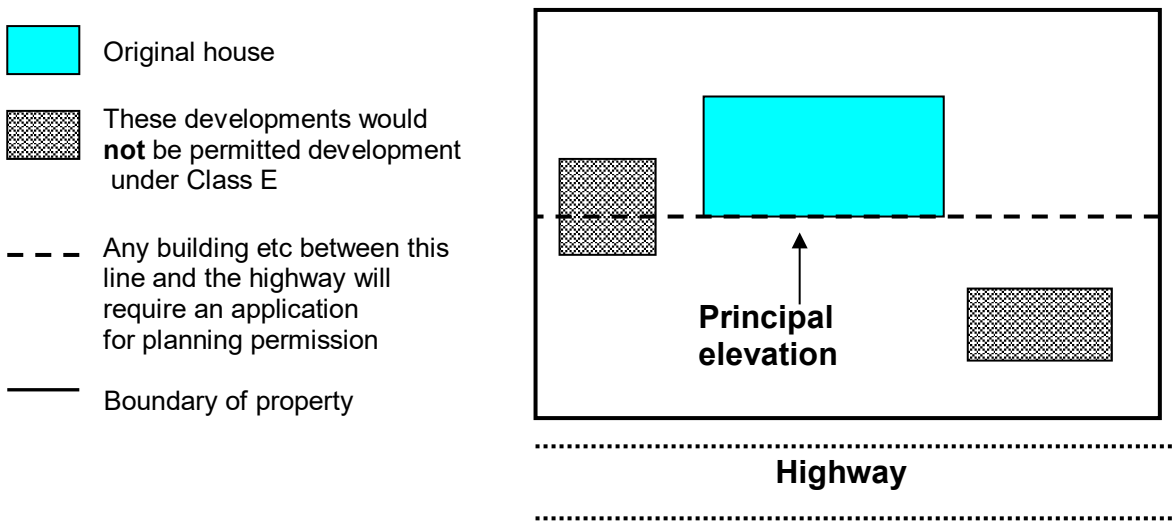 Original house
These developments would
not be permitted development
under Class E
Any building etc between this
line and the highway will
require an application
for planning permission
Boundary of property
Principal
elevation
Highway